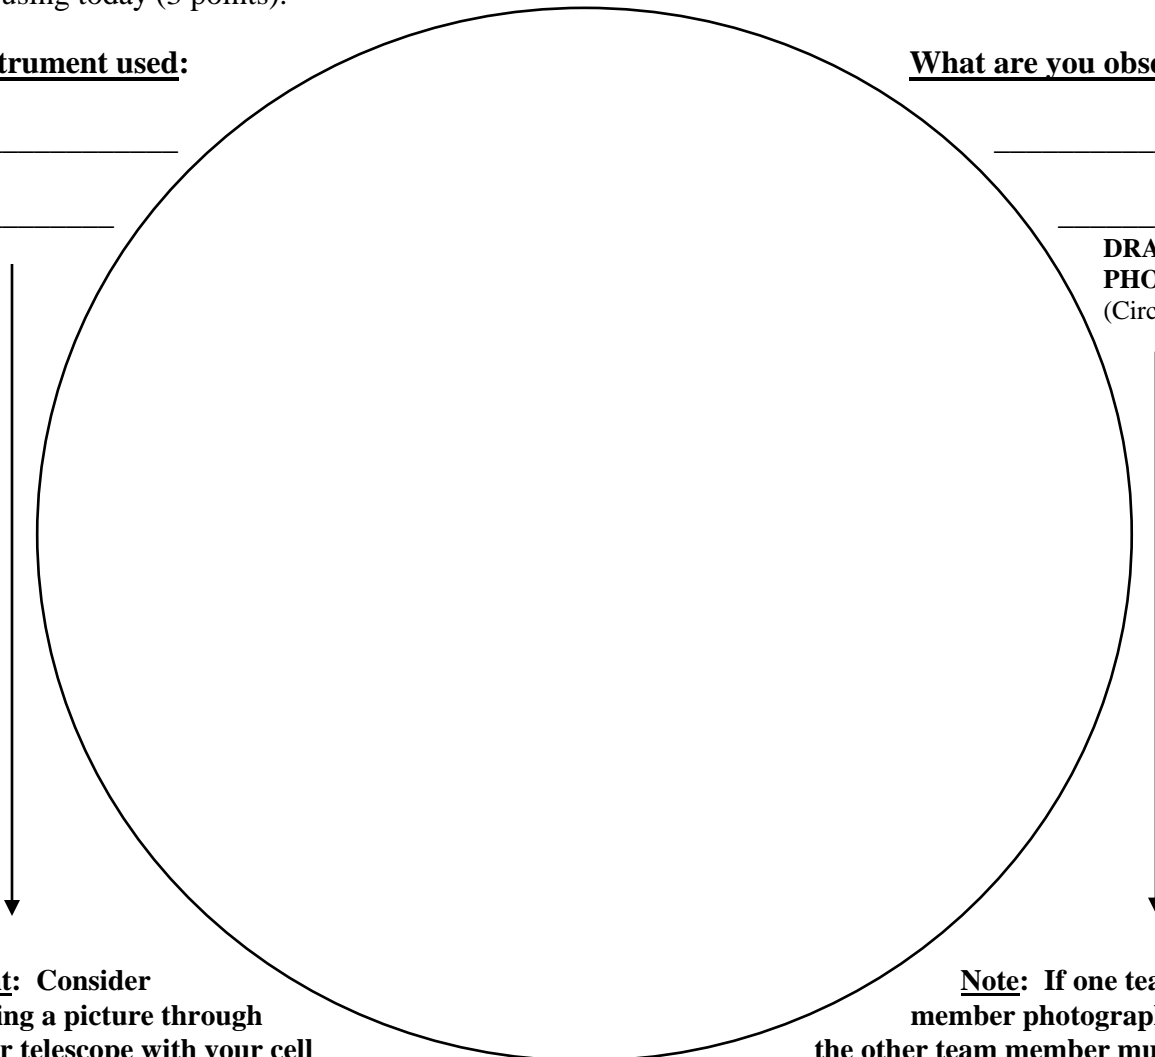 using today (5 points).
trument used:
What are you obse
DRA
PHO
(Circ
t: Consider
ing a picture through
r telescope with your cell
Note: If one tea
member photograph
the other team member mu